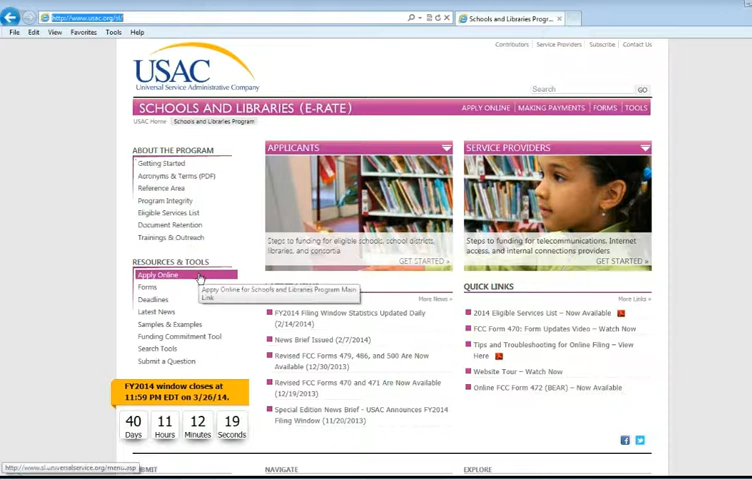 http://www.usac.org/sl/
Schools and Libraries Progr...
File Edit View Favorites Tools Help
Contributors Service Providers Subscribe Contact Us
USAC
Universal Service Administrative Company
Search GO
SCHOOLS AND LIBRARIES (E-RATE)
APPLY ONLINE MAKING PAYMENTS FORMS TOOLS
USAC Home Schools and Libraries Program
ABOUT THE PROGRAM
Getting Started
Acronyms & Terms (PDF)
Reference Area
Program Integrity
Eligible Services List
Document Retention
Trainings & Outreach
RESOURCES & TOOLS
Apply Online
Forms
Deadlines
Latest News
Samples & Examples
Funding Commitment Tool
Search Tools
Submit a Question
FY2014 window closes at
11:59 PM EDT on 3/26/14.
40 11 12 19
Days Hours Minutes Seconds
SUBMIT
APPLICANTS
Steps to funding for eligible schools, school districts,
libraries, and consortia
GET STARTED
Apply Online for Schools and Libraries Program Main
Link
More News »
FY2014 Filing Window Statistics Updated Daily
(2/14/2014)
News Brief Issued (2/7/2014)
Revised FCC Forms 479, 486, and 500 Are Now
Available (12/30/2013)
Revised FCC Forms 470 and 471 Are Now Available
(12/19/2013)
Special Edition News Brief - USAC Announces FY2014
Filing Window (11/20/2013)
NAVIGATE
SERVICE PROVIDERS
Steps to funding for telecommunications, Internet
access, and internal connections providers
GET STARTED
QUICK LINKS
More Links »
2014 Eligible Services List – Now Available
FCC Form 470: Form Updates Video – Watch Now
Tips and Troubleshooting for Online Filing – View
Here
Website Tour – Watch Now
Online FCC Form 472 (BEAR) – Now Available
EXPLORE
http://www.sl.universalservice.org/menu.asp